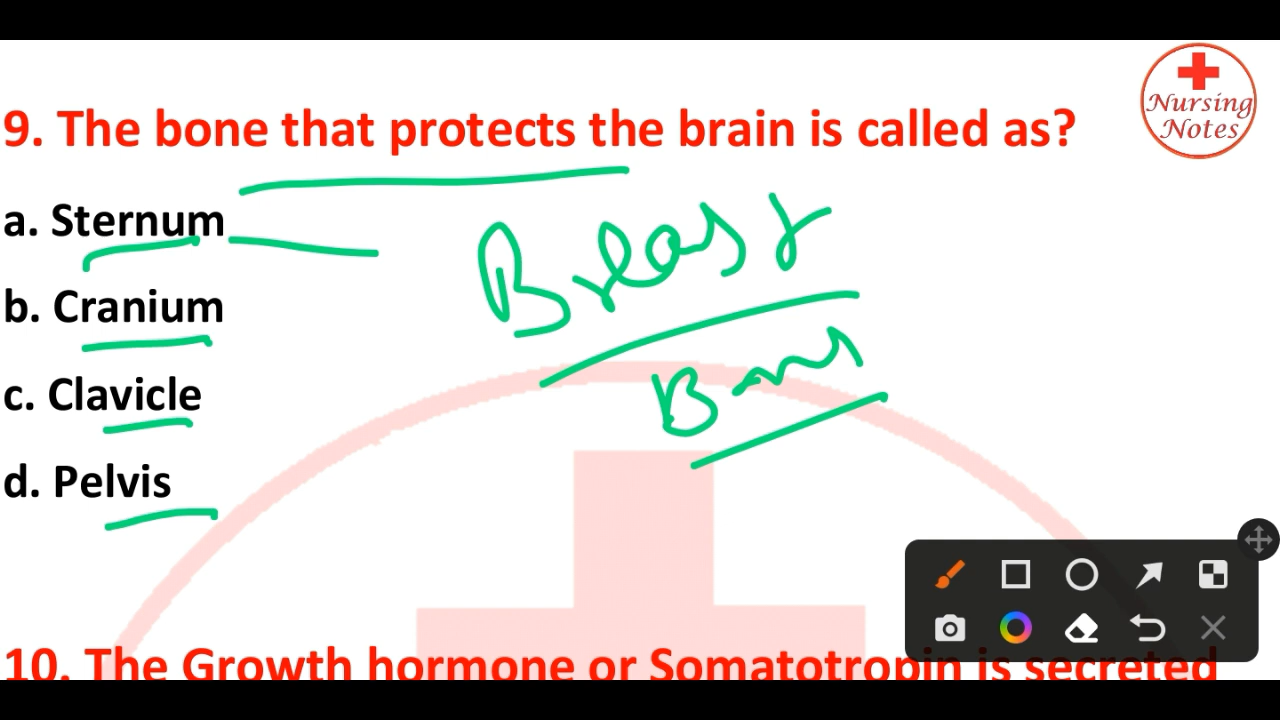 Nursing
Notes
9. The bone that protects the brain is called as?
a. Sternum
Breast
b. Cranium
c. Clavicle
d. Pelvis
10. The Growth hormone or Somatotropin is secreted